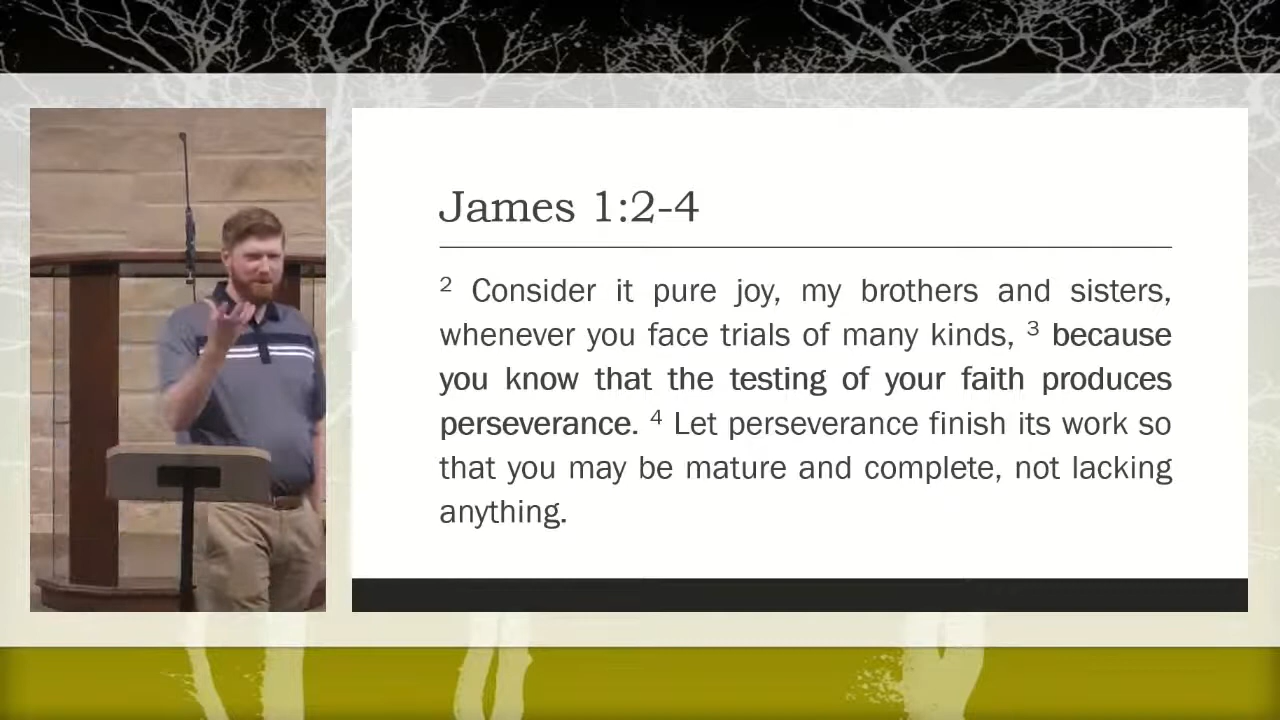 James 1:2-4
² Consider it pure joy, my brothers and sisters,
whenever you face trials of many kinds, ³ because
you know that the testing of your faith produces
perseverance. ⁴ Let perseverance finish its work so
that you may be mature and complete, not lacking
anything.